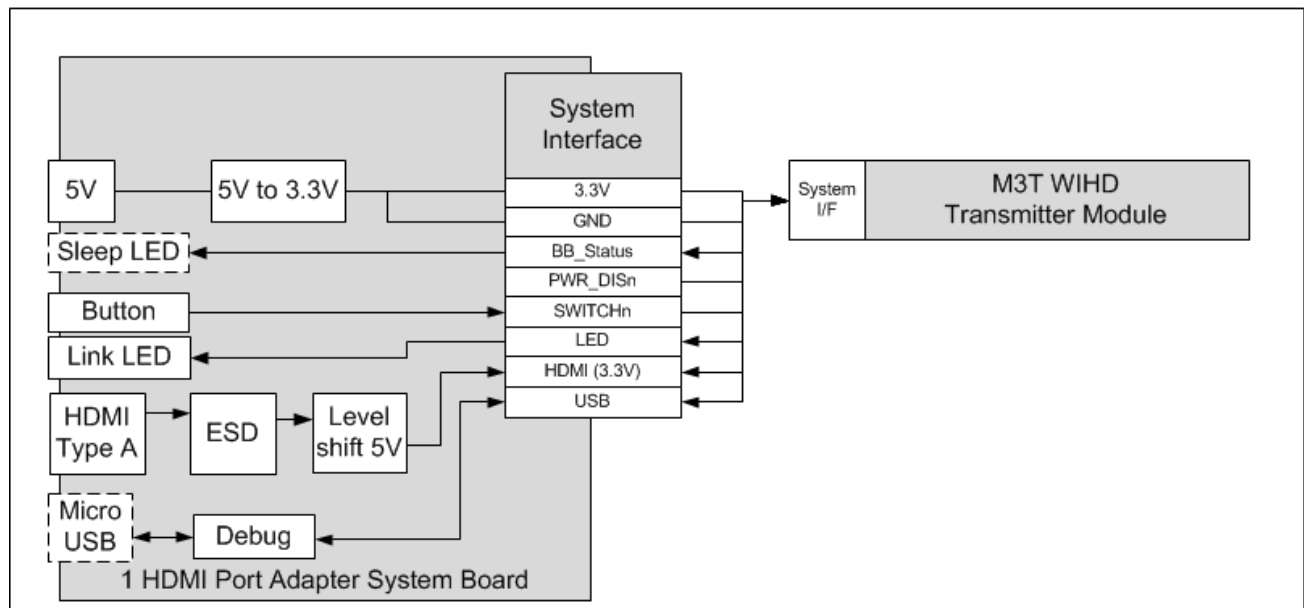 System
Interface
5V
5V to 3.3V
3.3V
System
I/F
M3T WIHD
Transmitter Module
GND
Sleep LED
BB_Status
PWR_DISn
Button
SWITCHn
Link LED
LED
HDMI (3.3V)
HDMI
Type A
ESD
Level
shift 5V
USB
Micro
USB
Debug
1 HDMI Port Adapter System Board